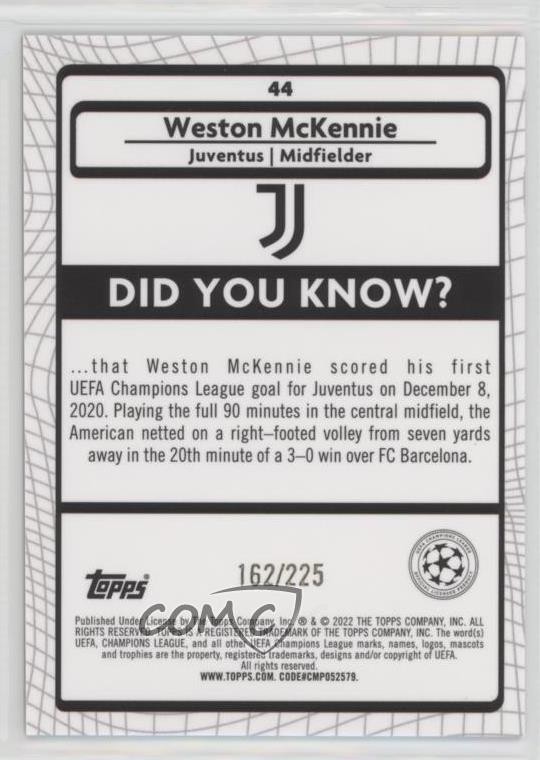 44
Weston McKennie
Juventus | Midfielder
DID YOU KNOW?
...that Weston McKennie scored his first
UEFA Champions League goal for Juventus on December 8,
2020. Playing the full 90 minutes in the central midfield, the
American netted on a right–footed volley from seven yards
away in the 20th minute of a 3–0 win over FC Barcelona.
topps
162/225
UEFA CHAMPIONS LEAGUE
OFFICIAL LICENSED PRODUCT
COMC
Published Under License by The Topps Company, Inc. ® & © 2022 THE TOPPS COMPANY, INC. ALL
RIGHTS RESERVED. TOPPS IS A REGISTERED TRADEMARK OF THE TOPPS COMPANY, INC. The word(s)
UEFA, CHAMPIONS LEAGUE, and all other UEFA Champions League marks, names, logos, mascots
and trophies are the property, registered trademarks, designs and/or copyright of UEFA.
All rights reserved.
WWW.TOPPS.COM. CODE#CMP052579.